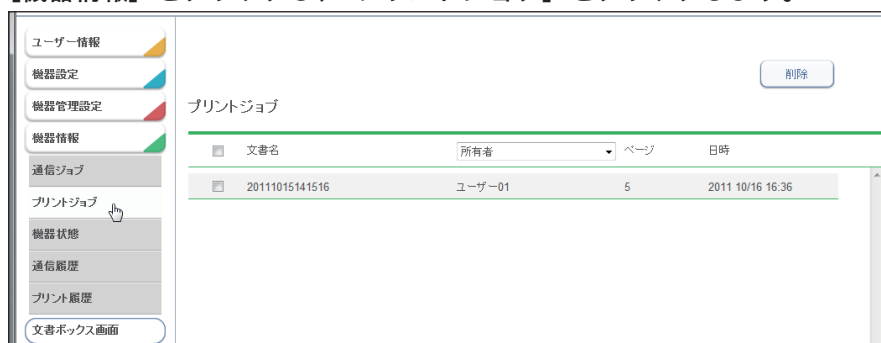 ユーザー情報
機器設定
削除
機器管理設定
プリントジョブ
機器情報
文書名 所有者 ページ 日時
通信ジョブ
20111015141516 ユーザー01 5 2011 10/16 16:36
プリントジョブ
機器状態
通信履歴
プリント履歴
文書ボックス画面